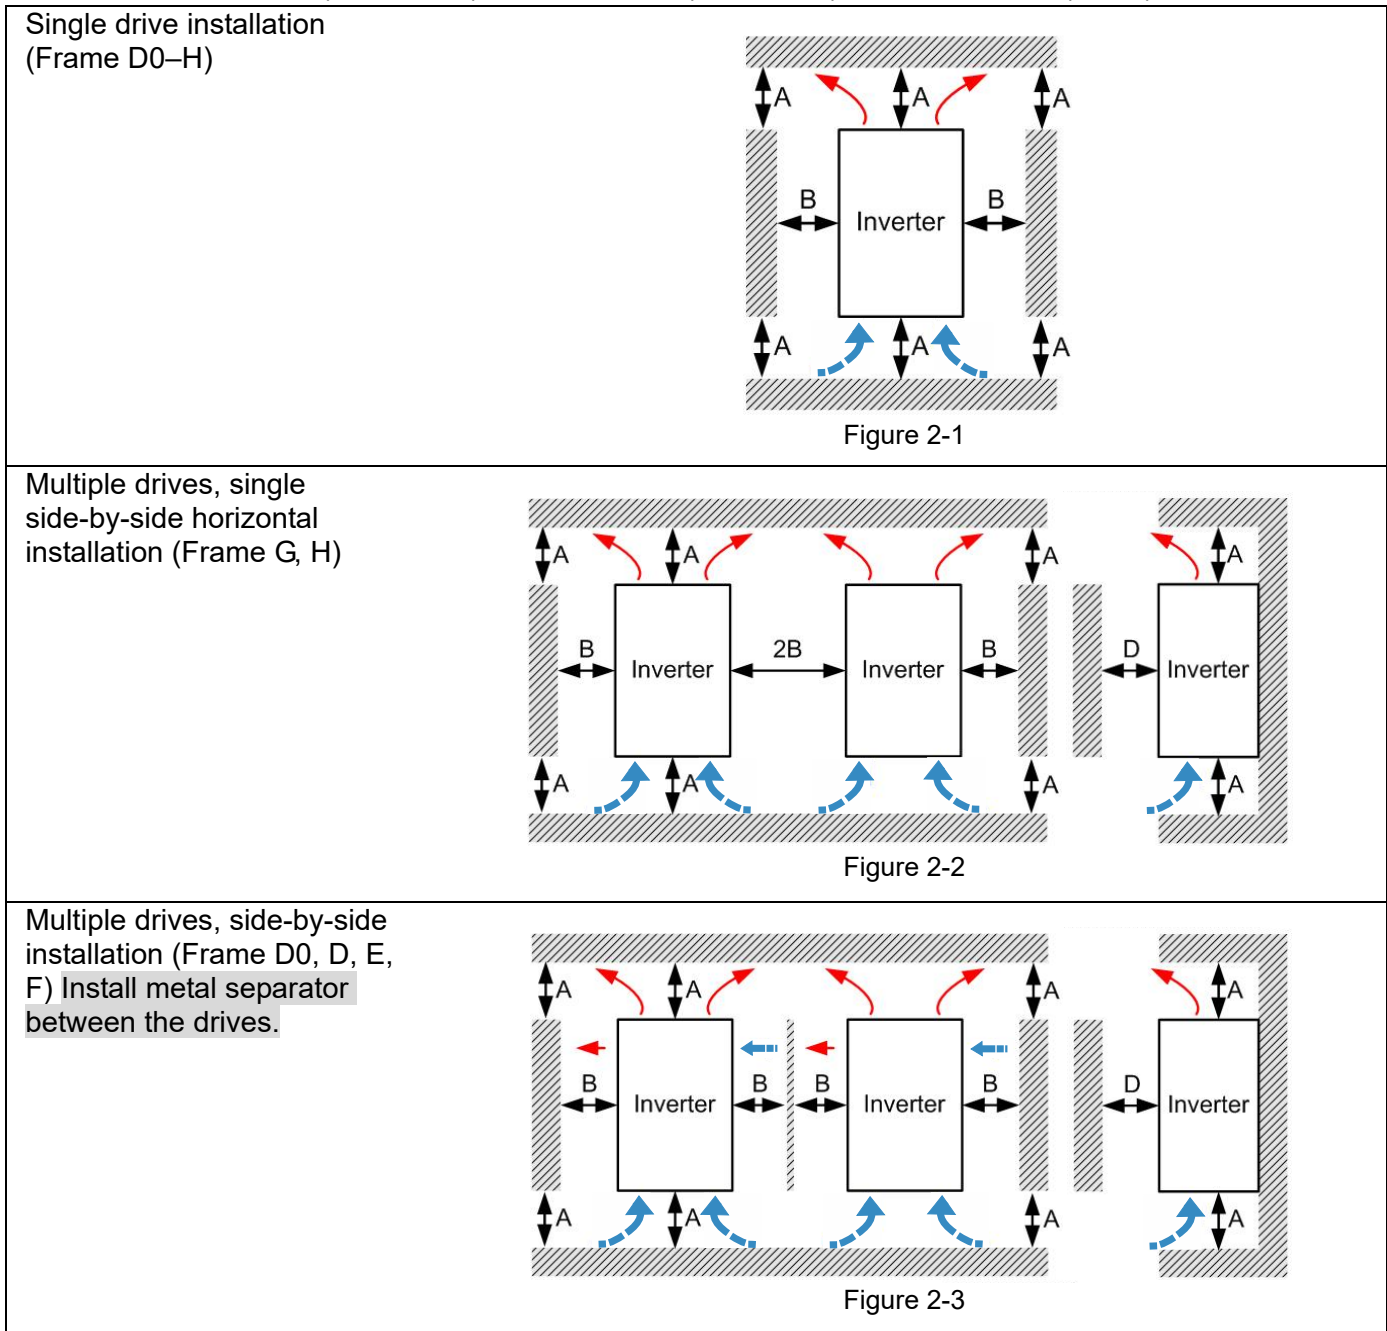 Single drive installation
(Frame D0–H)
A
A
A
B
B
Inverter
A
A
A
Figure 2-1
Multiple drives, single
side-by-side horizontal
installation (Frame G, H)
A
A
A
A
B
2B
B
D
Inverter
Inverter
Inverter
A
A
A
A
Figure 2-2
Multiple drives, side-by-side
installation (Frame D0, D, E,
F) Install metal separator
between the drives.
A
A
A
A
B
B
B
B
D
Inverter
Inverter
Inverter
A
A
A
A
Figure 2-3